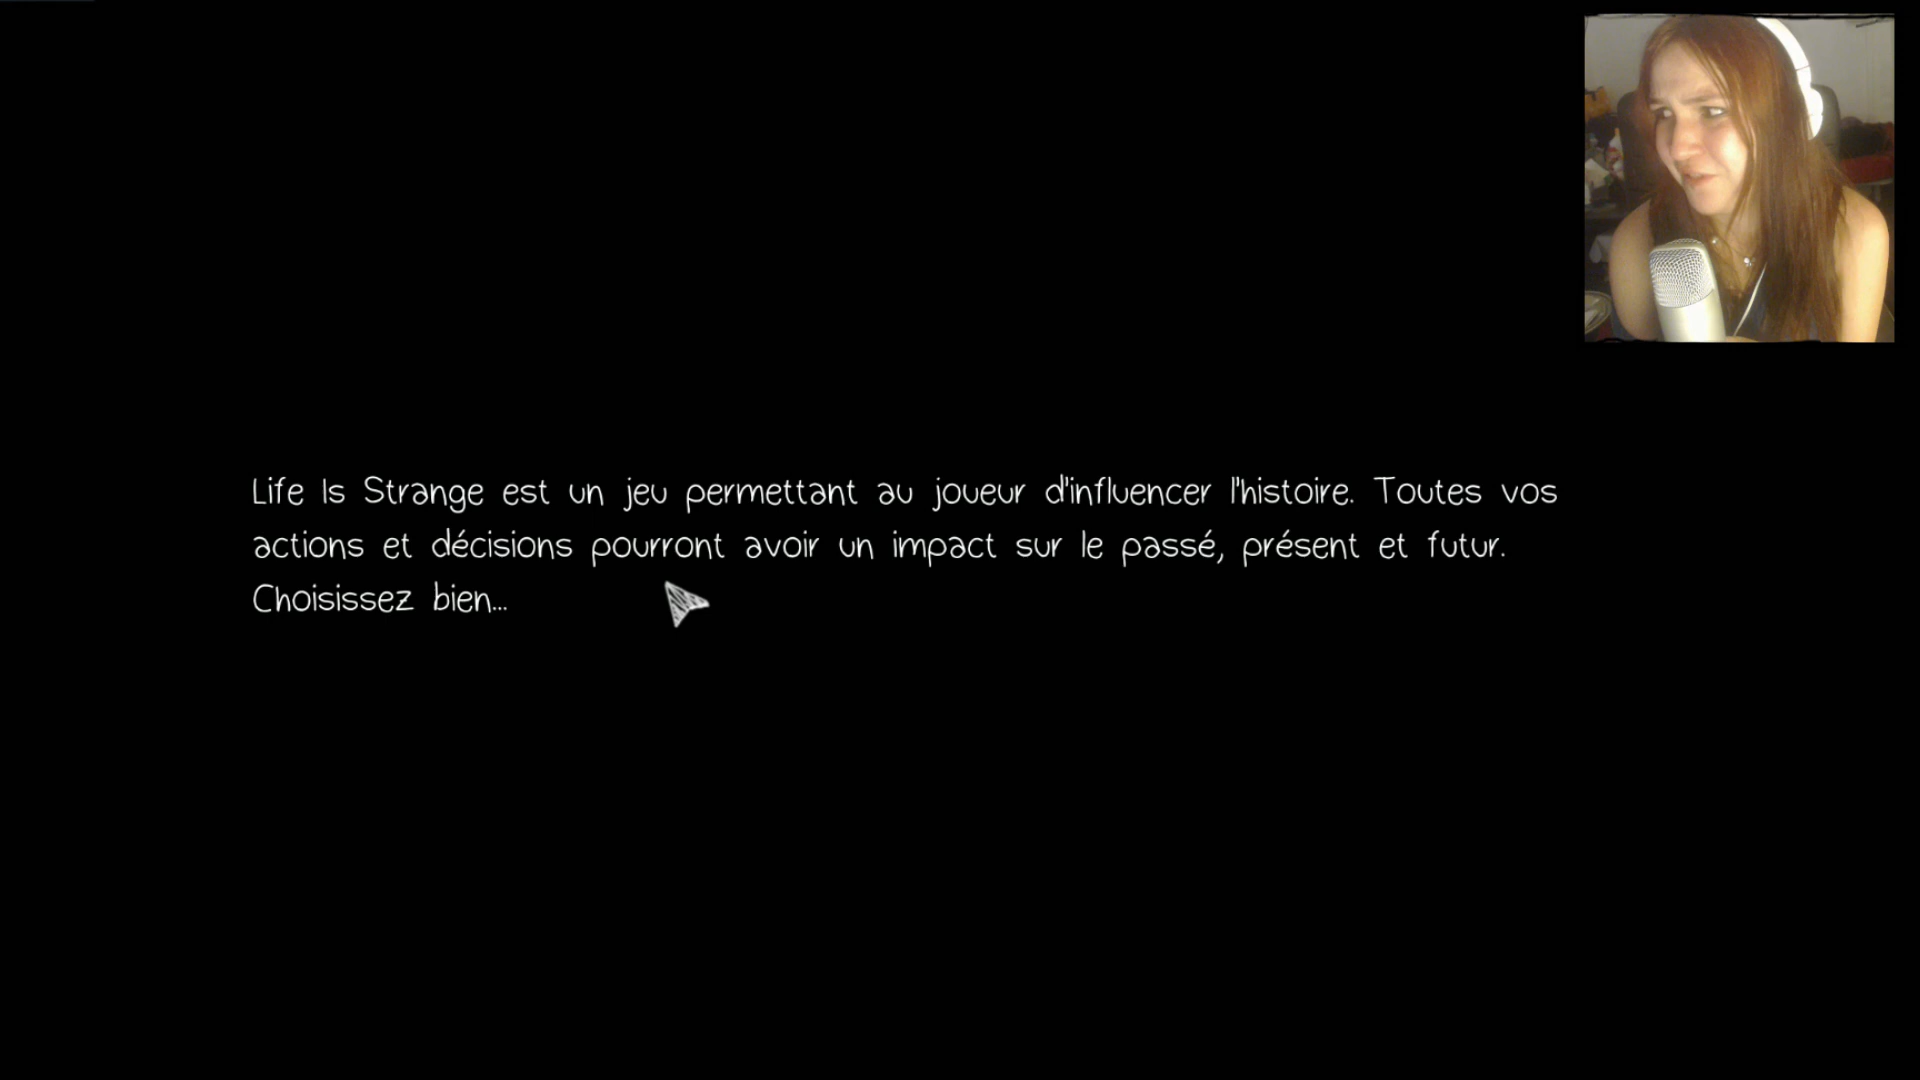 Life Is Strange est un jeu permettant au joueur d'influencer l'histoire. Toutes vos
actions et décisions pourront avoir un impact sur le passé, présent et futur.
Choisissez bien...